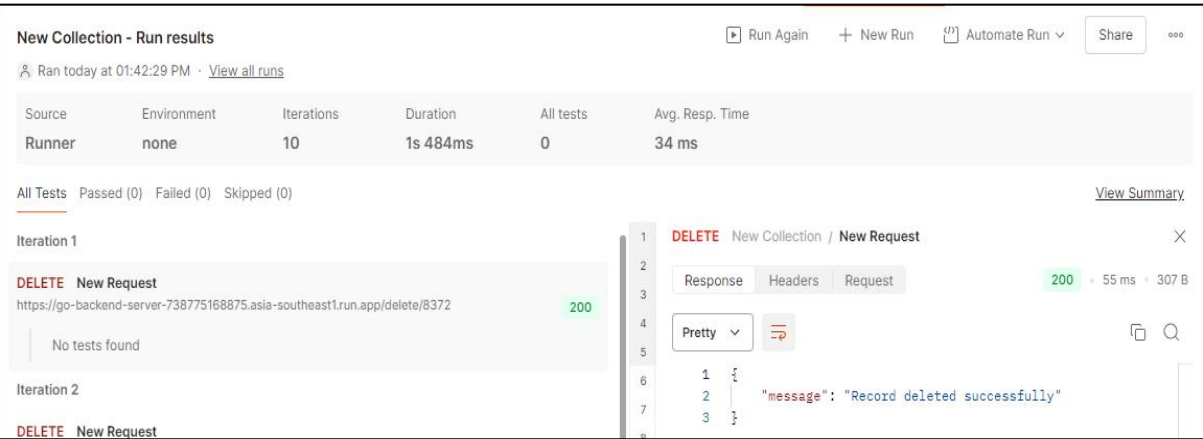 New Collection - Run results
Run Again
New Run
Automate Run
Share
Ran today at 01:42:29 PM · View all runs
Source Environment Iterations Duration All tests Avg. Resp. Time
Runner none 10 1s 484ms 0 34 ms
All Tests Passed (0) Failed (0) Skipped (0)
View Summary
Iteration 1
DELETE New Request
https://go-backend-server-738775168875.asia-southeast1.run.app/delete/8372
200
No tests found
Iteration 2
DELETE New Request
1
2
3
4
5
6
7
8
DELETE New Collection / New Request
Response Headers Request
200 · 55 ms · 307 B
Pretty
1 {
2 "message": "Record deleted successfully"
3 }